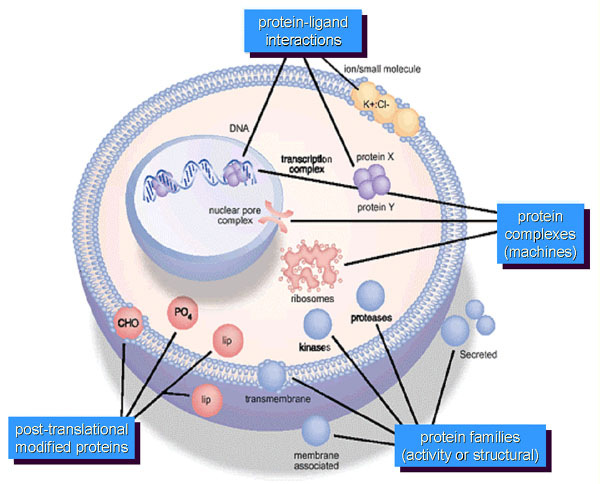 protein-ligand
interactions
ion/small molecule
K+:Cl-
DNA
transcription
complex
protein X
protein Y
nuclear pore
complex
protein
complexes
(machines)
ribosomes
CHO
PO4
lip
kinases
proteases
Secreted
lip
transmembrane
post-translational
modified proteins
membrane
associated
protein families
(activity or structural)